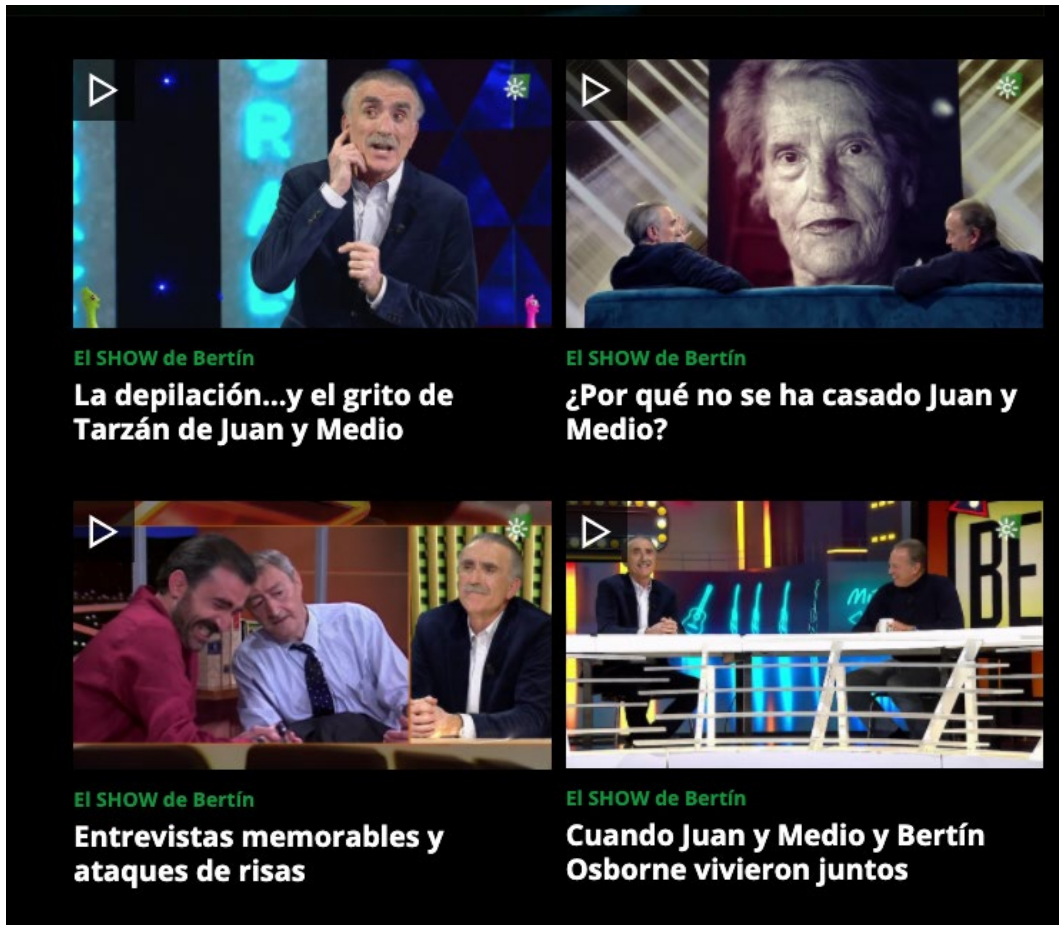 El SHOW de Bertín
La depilación...y el grito de
Tarzán de Juan y Medio
El SHOW de Bertín
¿Por qué no se ha casado Juan y
Medio?
BE
El SHOW de Bertín
Entrevistas memorables y
ataques de risas
El SHOW de Bertín
Cuando Juan y Medio y Bertín
Osborne vivieron juntos